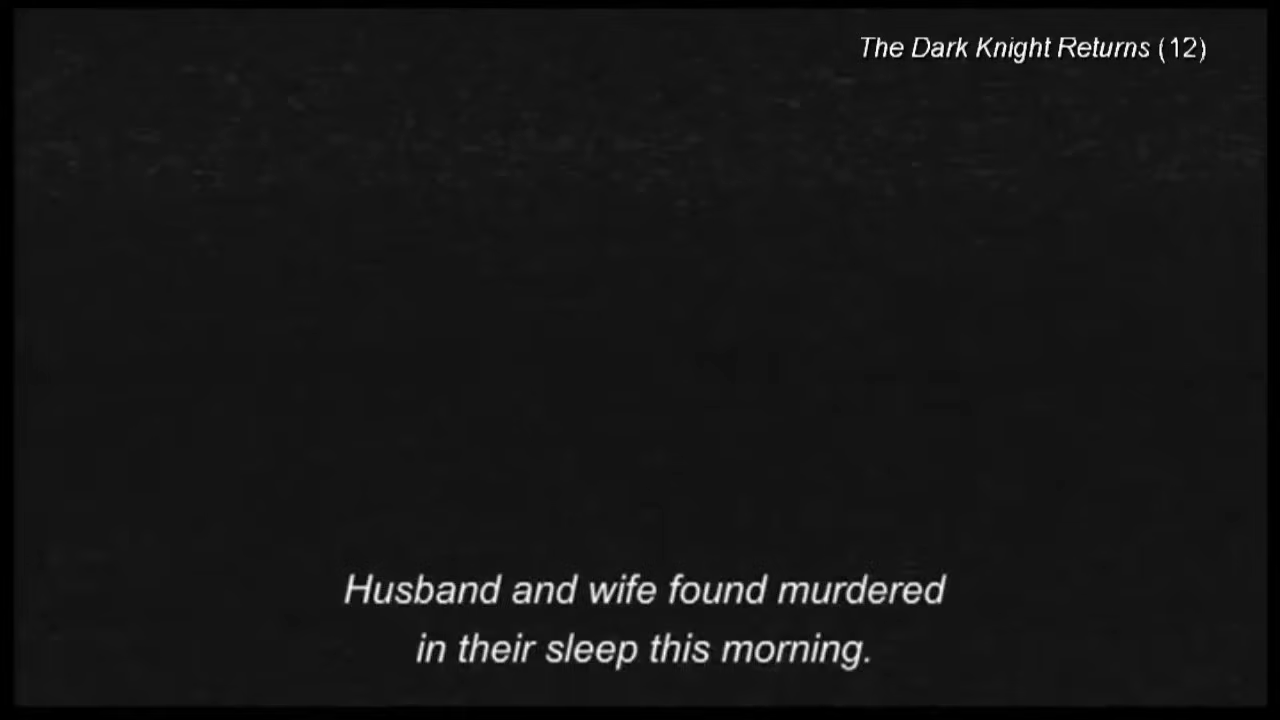 The Dark Knight Returns (12)
Husband and wife found murdered
in their sleep this morning.